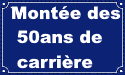 Montée des
50ans de
carrière